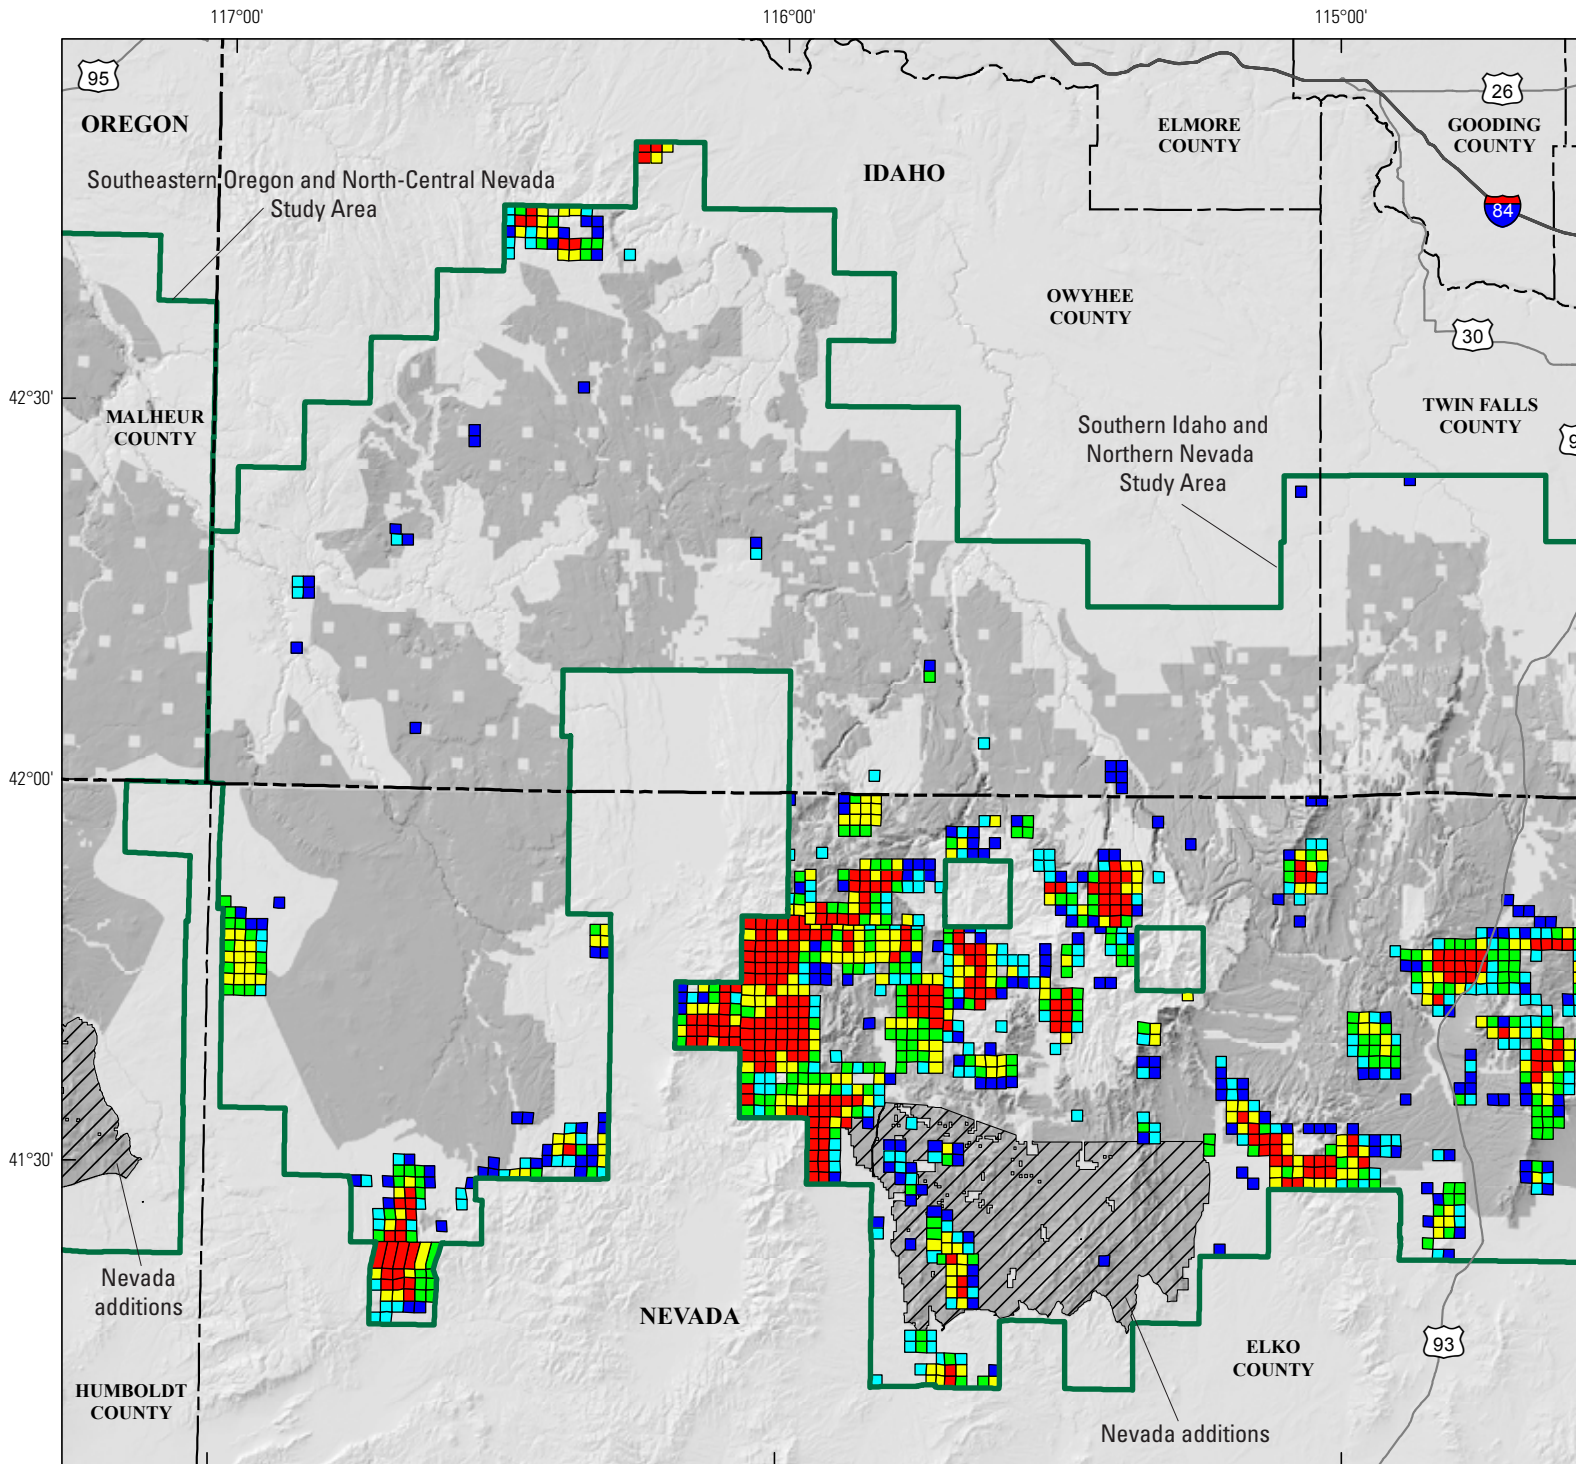 117°00'
116°00'
115°00'
95
26
OREGON
ELMORE
COUNTY
GOODING
COUNTY
IDAHO
Southeastern Oregon and North-Central Nevada
Study Area
84
OWYHEE
COUNTY
30
42°30'
MALHEUR
COUNTY
TWIN FALLS
COUNTY
Southern Idaho and
Northern Nevada
Study Area
9
42°00'
41°30'
Nevada
additions
NEVADA
ELKO
COUNTY
93
HUMBOLDT
COUNTY
Nevada additions